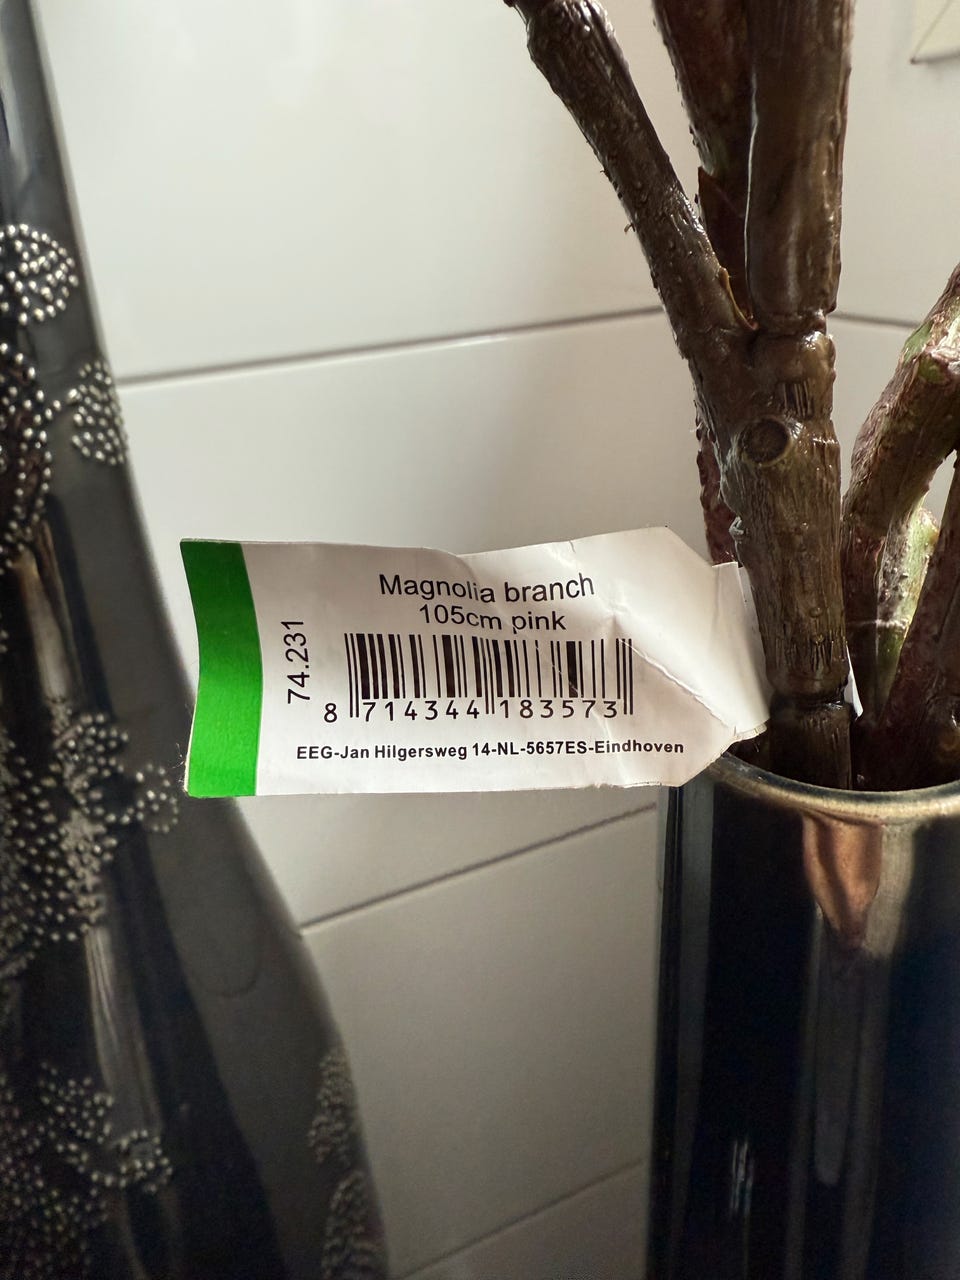 Magnolia branch
105cm pink
74.231
8 714344 183573
EEG-Jan Hilgersweg 14-NL-5657ES-Eindhoven